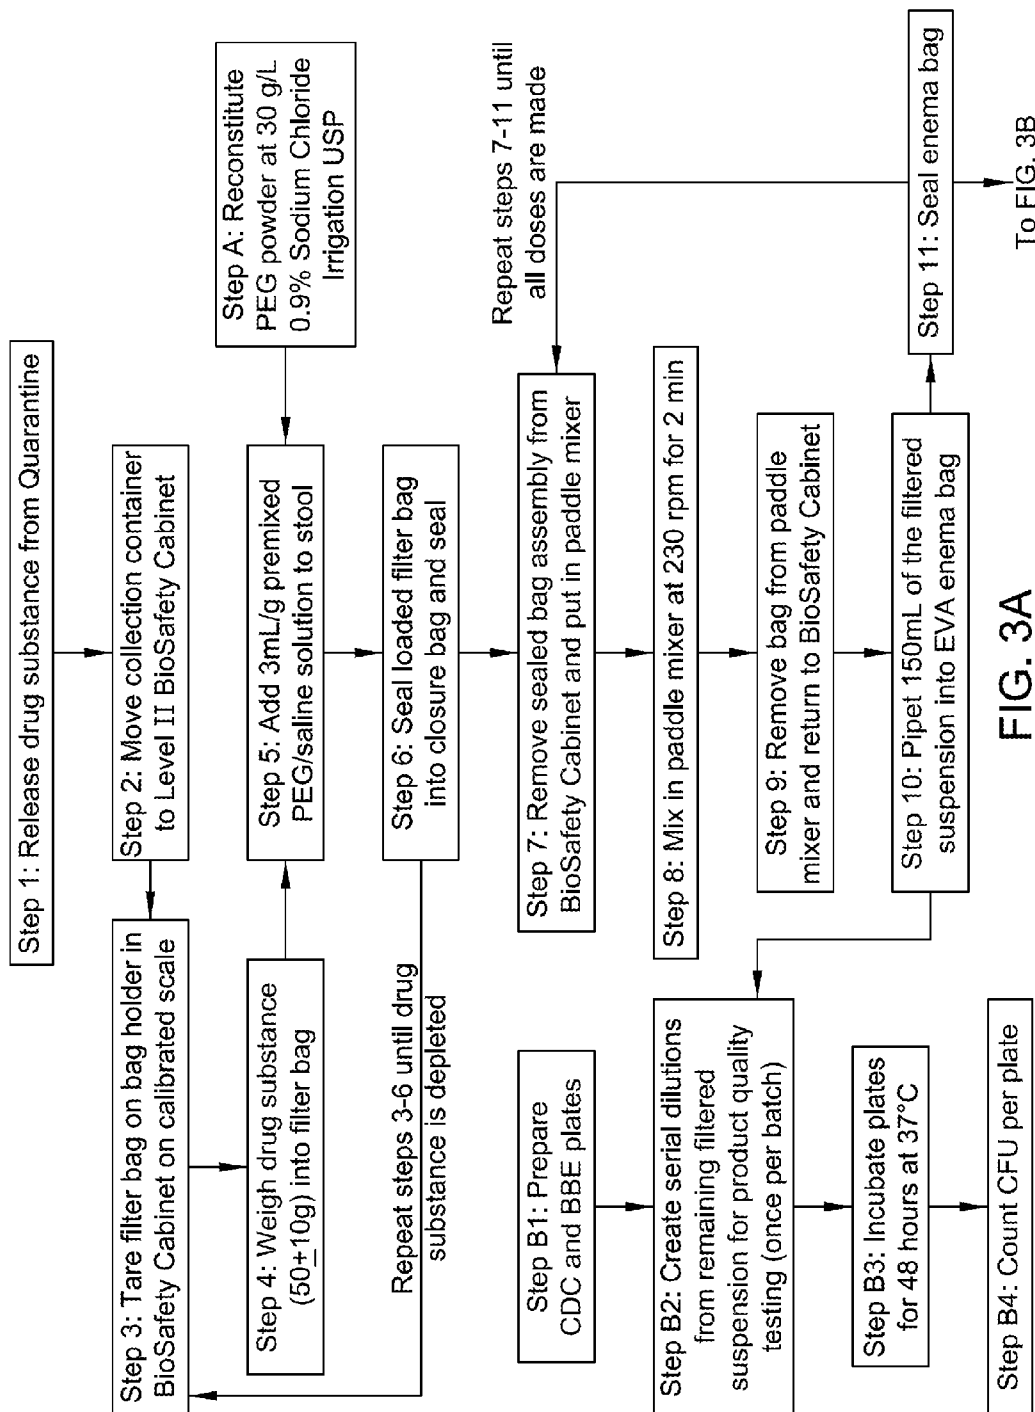 Step 1: Release drug substance from Quarantine
Step 2: Move collection container
to Level II BioSafety Cabinet
Step 3: Tare filter bag on bag holder in
BioSafety Cabinet on calibrated scale
Step 4: Weigh drug substance
(50±10g) into filter bag
Step A: Reconstitute
PEG powder at 30 g/L
0.9% Sodium Chloride
Irrigation USP
Step 5: Add 3mL/g premixed
PEG/saline solution to stool
Step 6: Seal loaded filter bag
into closure bag and seal
Repeat steps 3-6 until drug
substance is depleted
Step 7: Remove sealed bag assembly from
BioSafety Cabinet and put in paddle mixer
Repeat steps 7-11 until
all doses are made
Step 8: Mix in paddle mixer at 230 rpm for 2 min
Step 9: Remove bag from paddle
mixer and return to BioSafety Cabinet
Step 10: Pipet 150mL of the filtered
suspension into EVA enema bag
Step 11: Seal enema bag
To FIG. 3B
Step B1: Prepare
CDC and BBE plates
Step B2: Create serial dilutions
from remaining filtered
suspension for product quality
testing (once per batch)
Step B3: Incubate plates
for 48 hours at 37°C
Step B4: Count CFU per plate
FIG. 3A